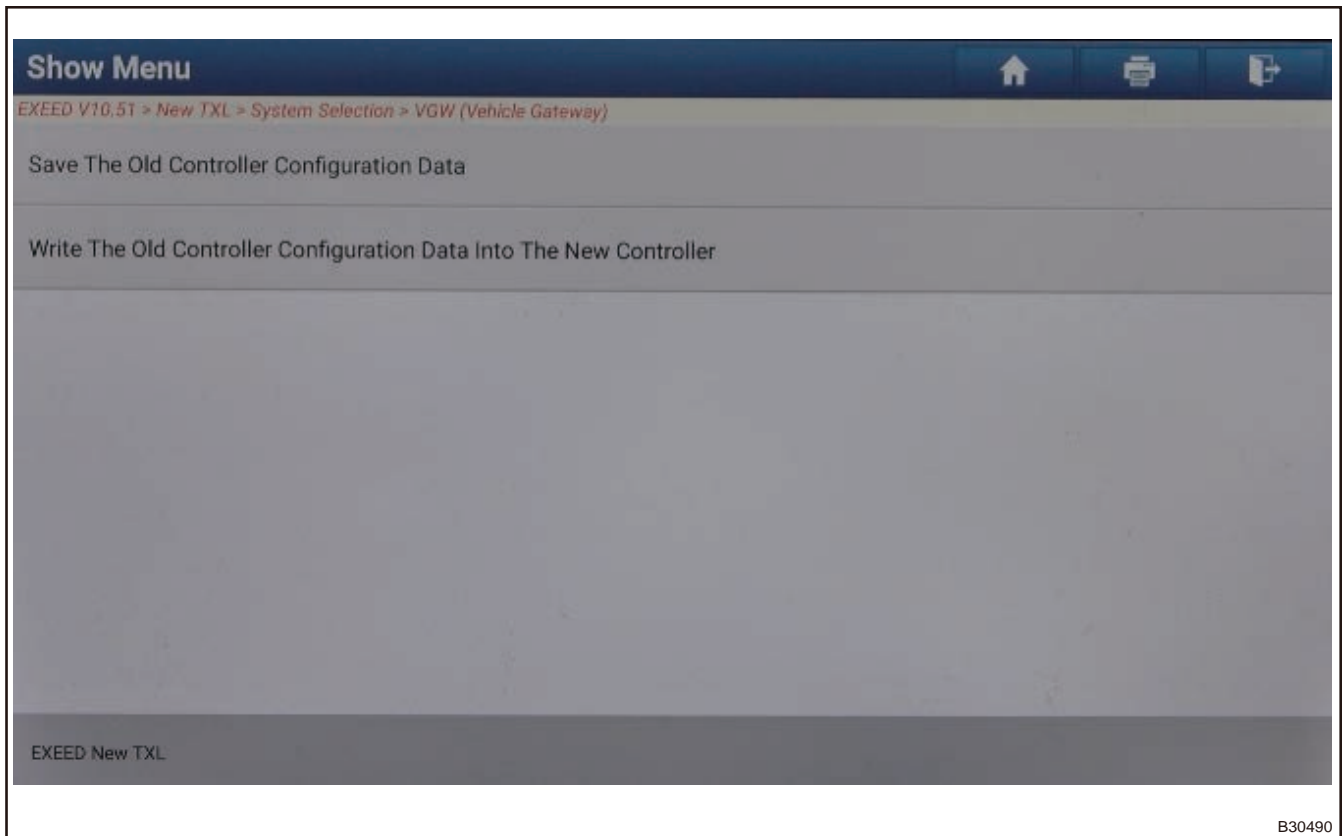 Show Menu
EXEED V10.51 > New TXL > System Selection > VGW (Vehicle Gateway)
Save The Old Controller Configuration Data
Write The Old Controller Configuration Data Into The New Controller
EXEED New TXL
B30490